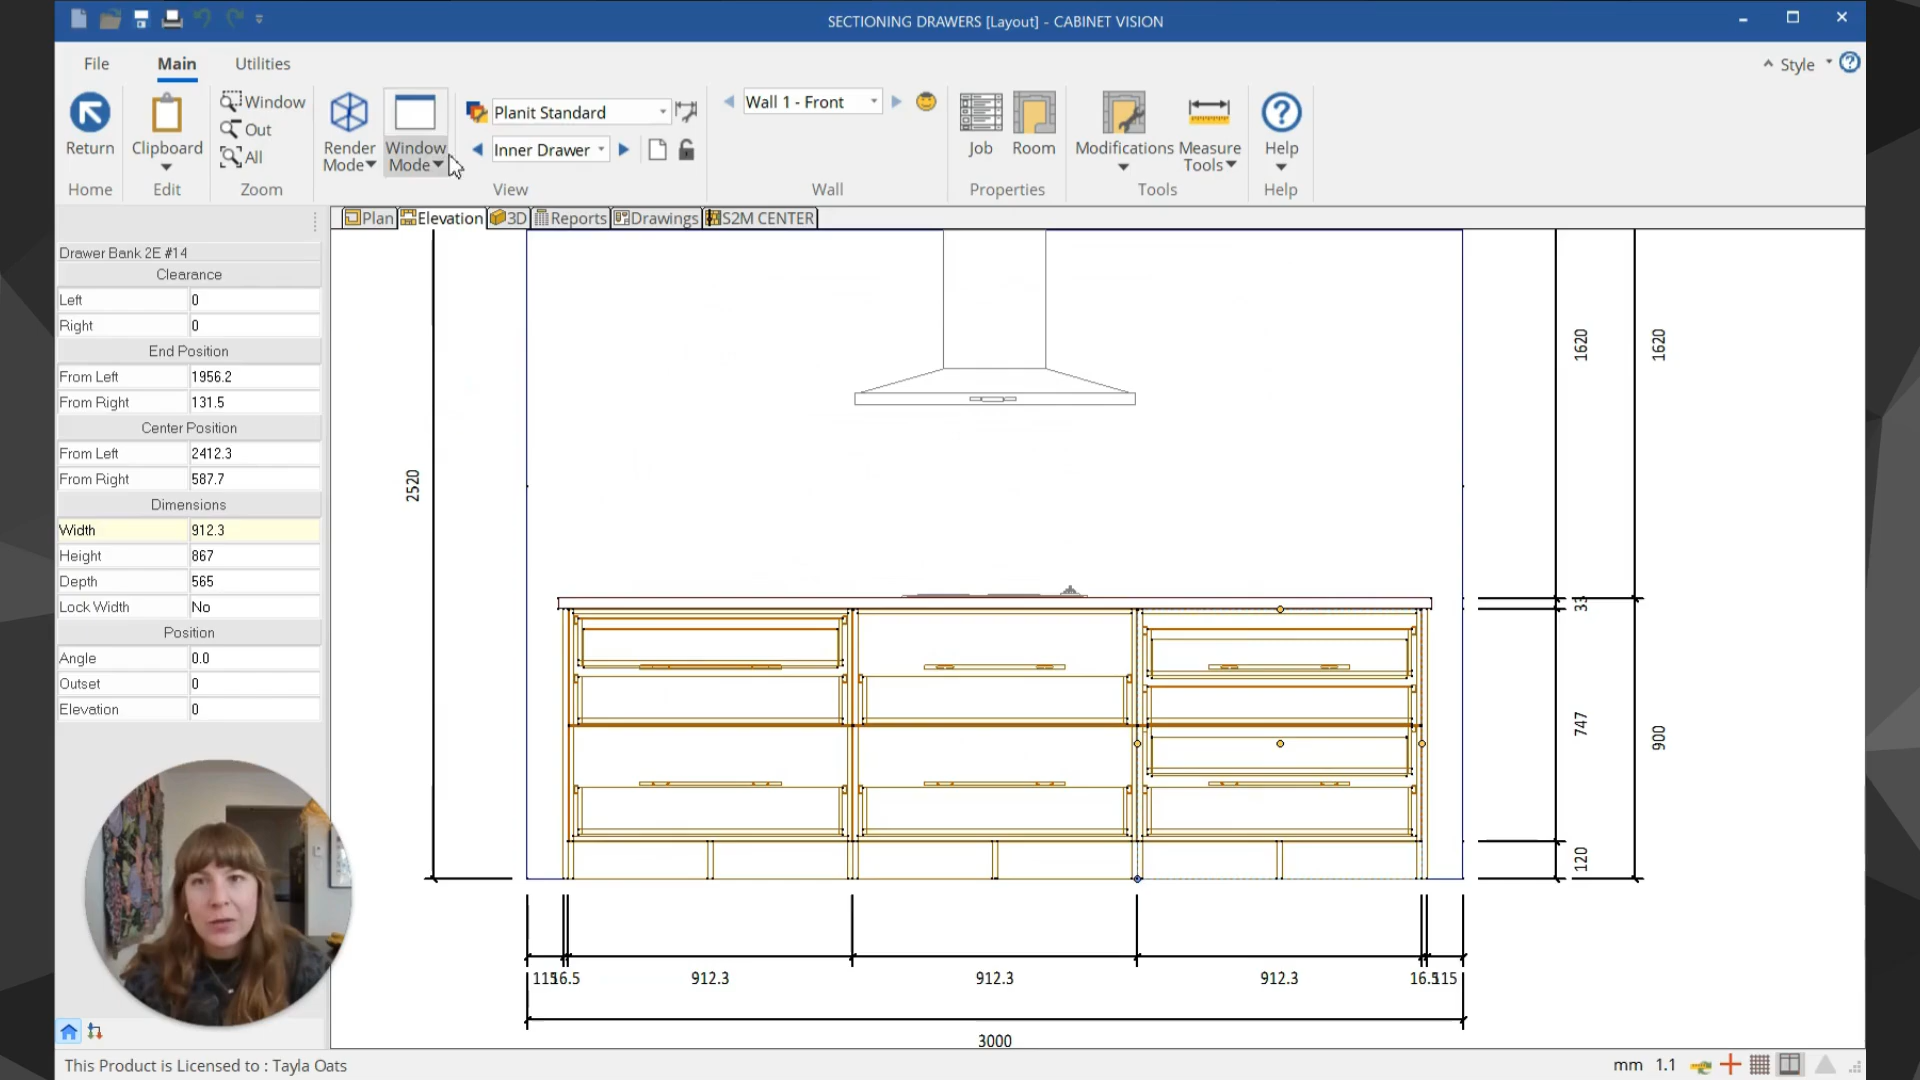 SECTIONING DRAWERS [Layout] - CABINET VISION
File
Main
Utilities
Style
Return
Home
Clipboard
Edit
Window
Out
All
Zoom
Render
Mode
Window
Mode
Planit Standard
Inner Drawer
View
Wall 1 - Front
Wall
Job
Room
Properties
Modifications
Measure
Tools
Tools
Help
Help
Plan
Elevation
3D
Reports
Drawings
S2M CENTER
Drawer Bank 2E #14
Clearance
Left 0
Right 0
End Position
From Left 1956.2
From Right 131.5
Center Position
From Left 2412.3
From Right 587.7
Dimensions
Width 912.3
Height 867
Depth 565
Lock Width No
Position
Angle 0.0
Outset 0
Elevation 0
2520
1620
1620
33
747
900
120
115
16.5
912.3
912.3
912.3
16.5
115
3000
This Product is Licensed to : Tayla Oats
mm 1.1